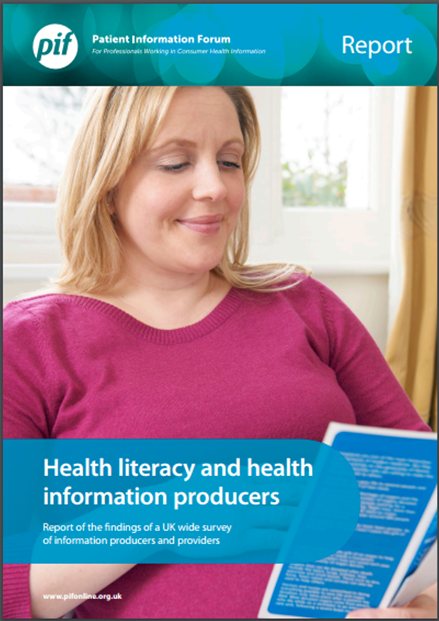 pif
Patient Information Forum
For Professionals Working in Consumer Health Information
Report
Health literacy and health
information producers
Report of the findings of a UK wide survey
of information producers and providers
www.pifonline.org.uk